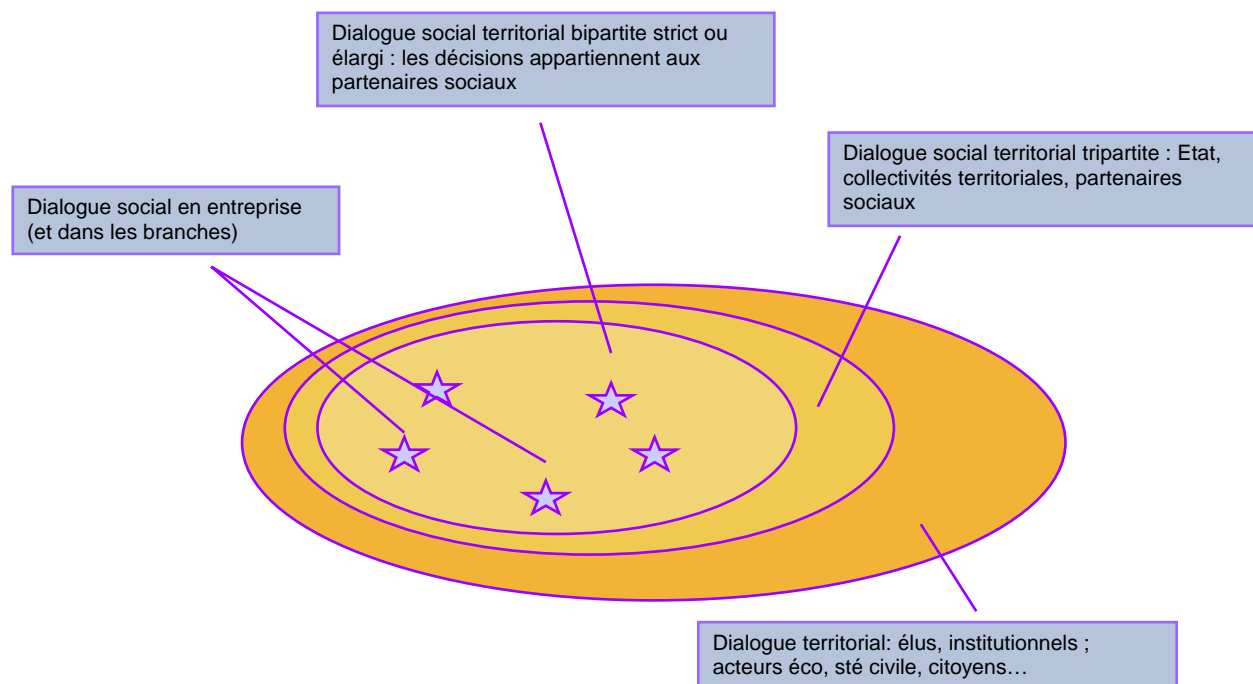 Dialogue social territorial bipartite strict ou
élargi : les décisions appartiennent aux
partenaires sociaux
Dialogue social territorial tripartite : Etat,
collectivités territoriales, partenaires
sociaux
Dialogue social en entreprise
(et dans les branches)
Dialogue territorial: élus, institutionnels ;
acteurs éco, sté civile, citoyens…